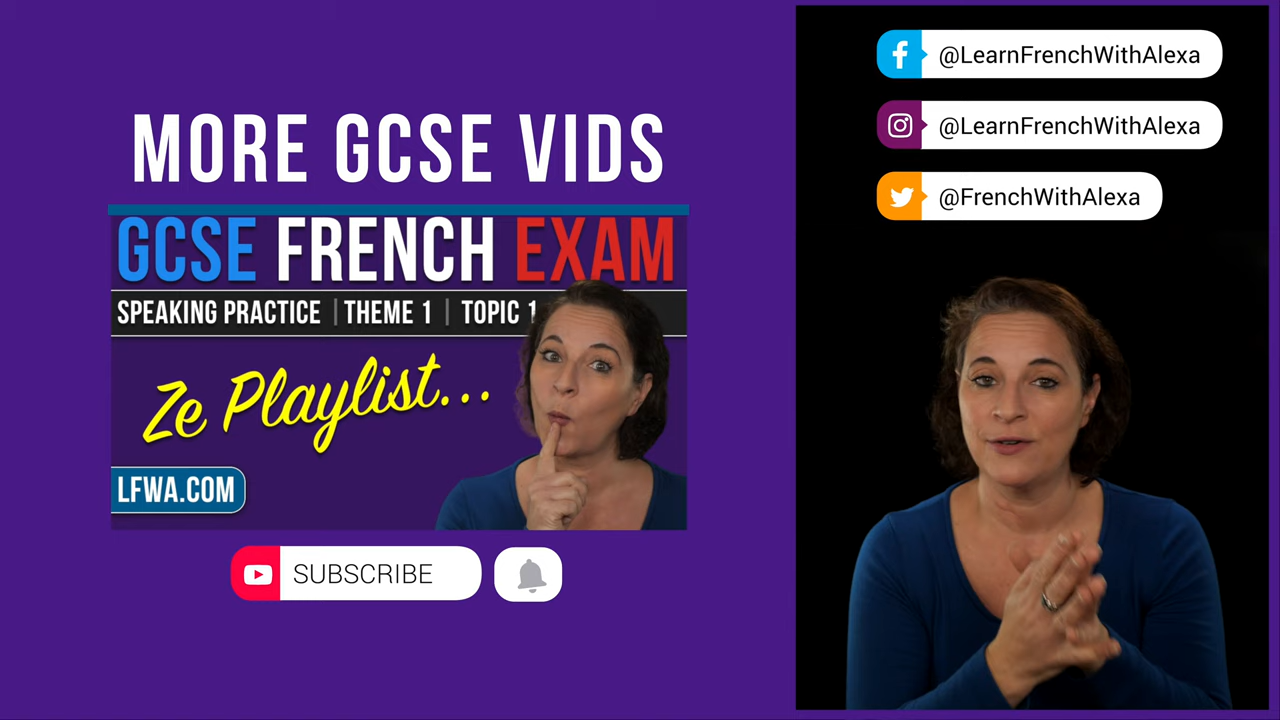 MORE GCSE VIDS
GCSE FRENCH EXAM
SPEAKING PRACTICE | THEME 1 | TOPIC 1
Ze Playlist...
LFWA.COM
SUBSCRIBE
@LearnFrenchWithAlexa
@LearnFrenchWithAlexa
@FrenchWithAlexa